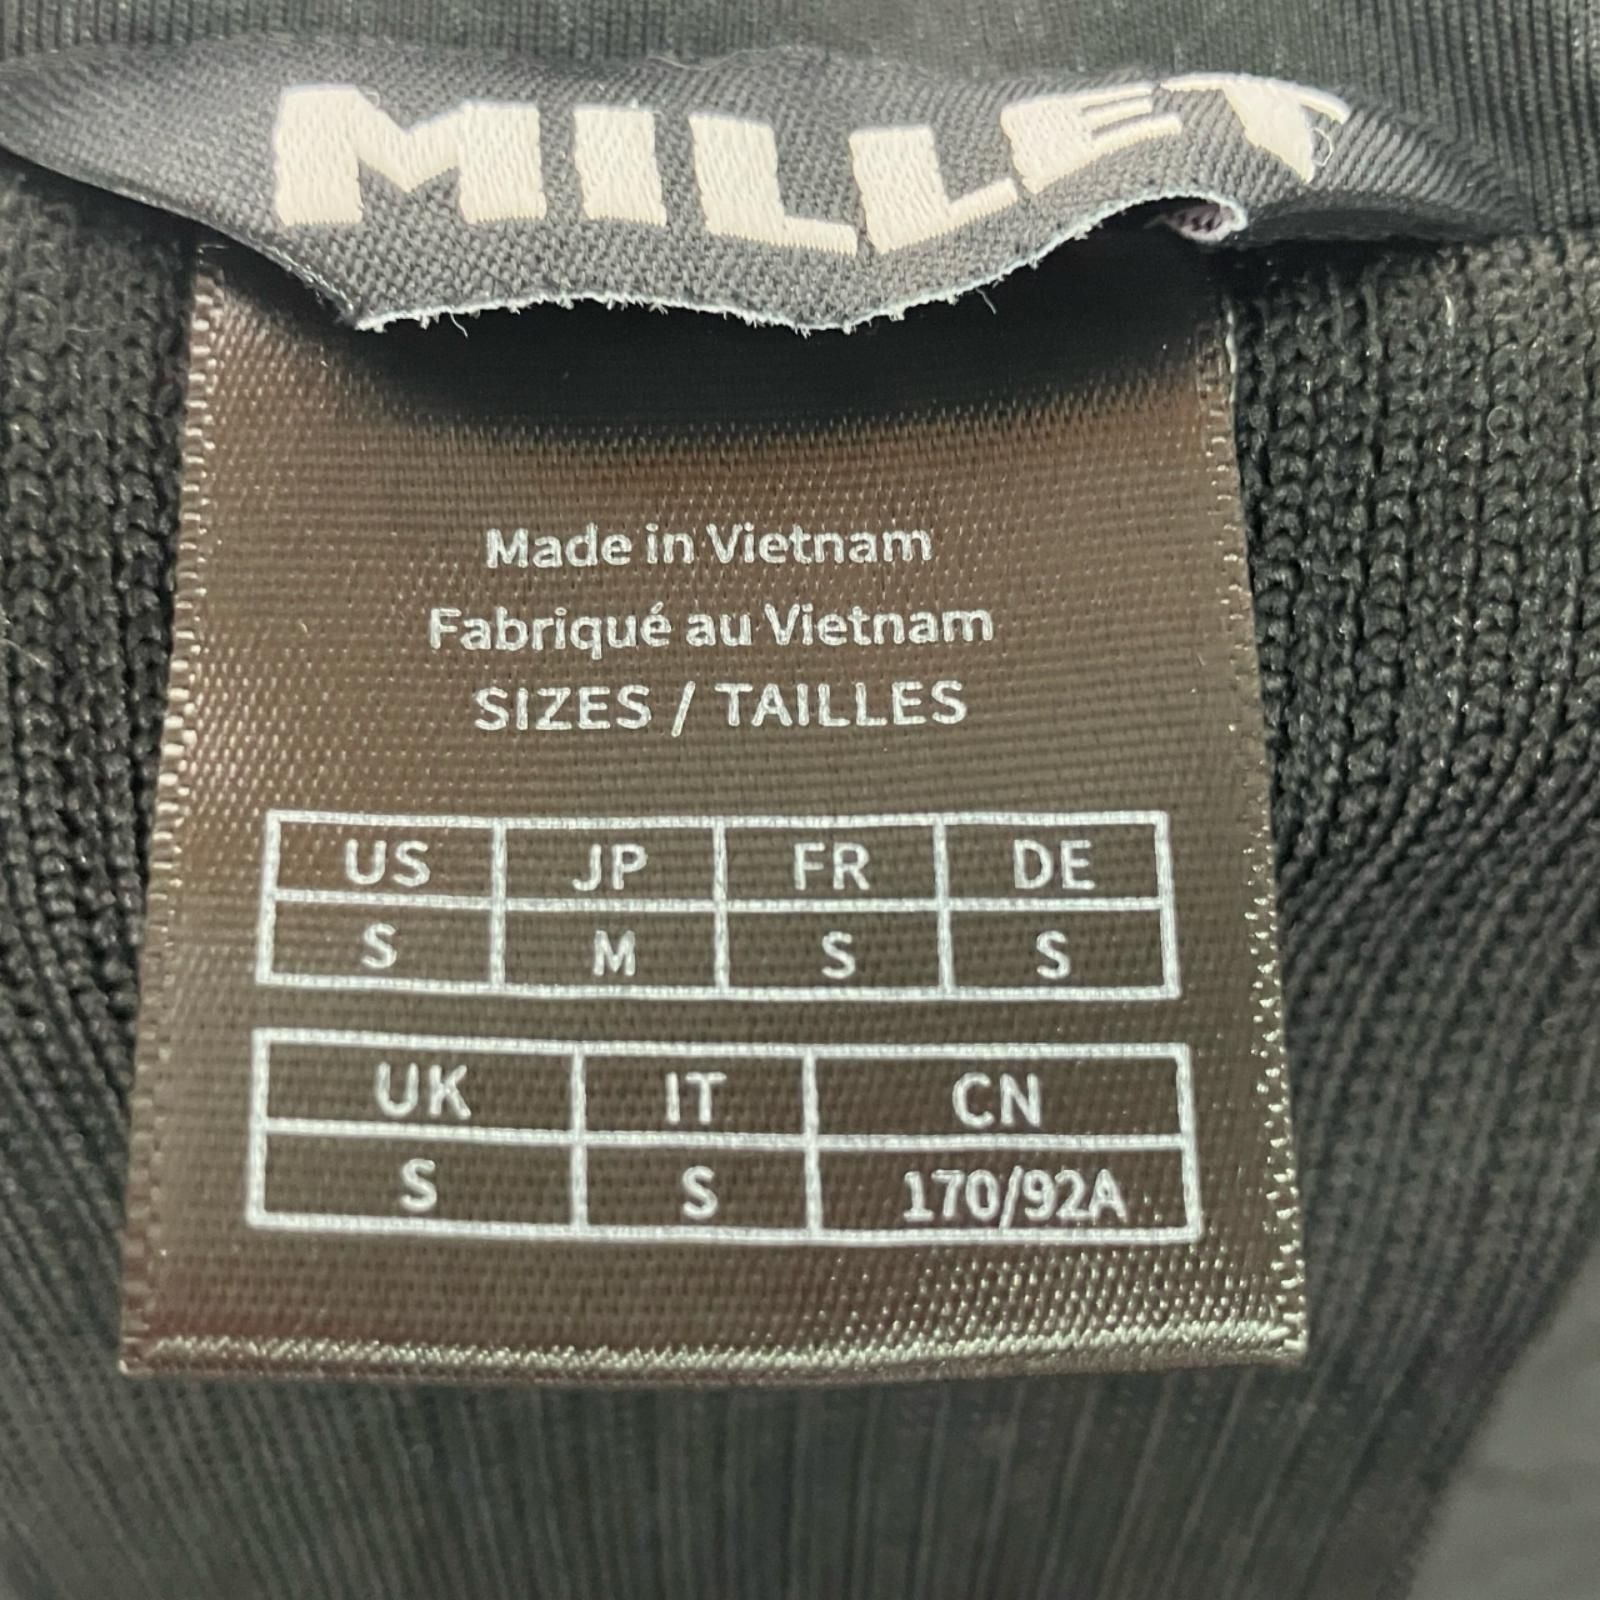 MILLET
Made in Vietnam
Fabriqué au Vietnam
SIZES / TAILLES
US JP FR DE
S M S S
UK IT CN
S S 170/92A